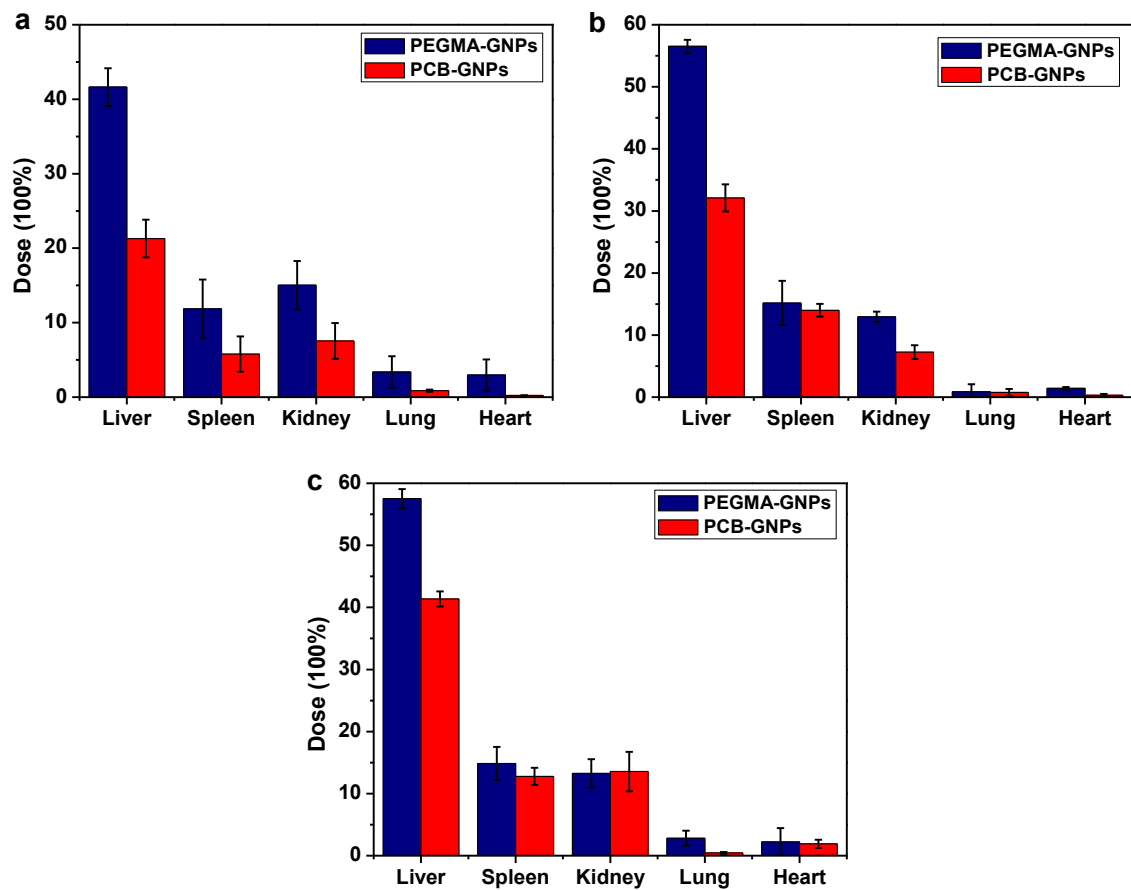 a
50
40
30
20
10
0
Dose (100%)
PEGMA-GNPs
PCB-GNPs
Liver Spleen Kidney Lung Heart
b
60
50
40
30
20
10
0
Dose (100%)
PEGMA-GNPs
PCB-GNPs
Liver Spleen Kidney Lung Heart
c
60
50
40
30
20
10
0
Dose (100%)
PEGMA-GNPs
PCB-GNPs
Liver Spleen Kidney Lung Heart